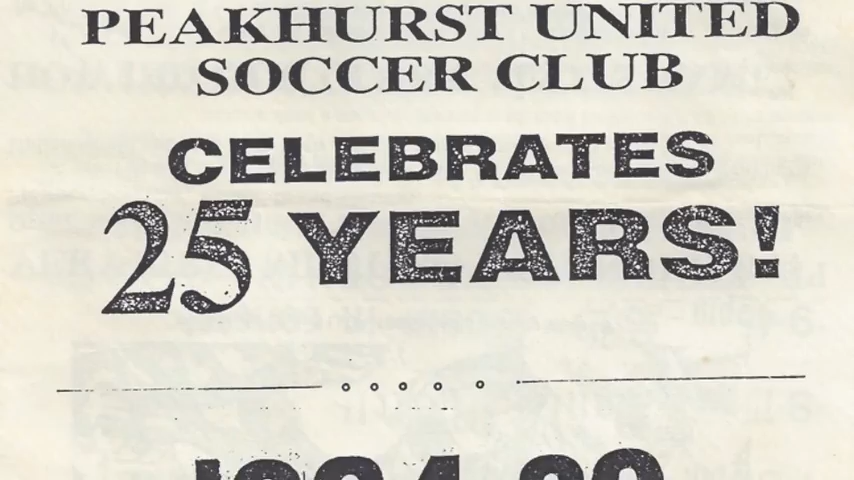 PEAKHURST UNITED
SOCCER CLUB
CELEBRATES
25 YEARS!